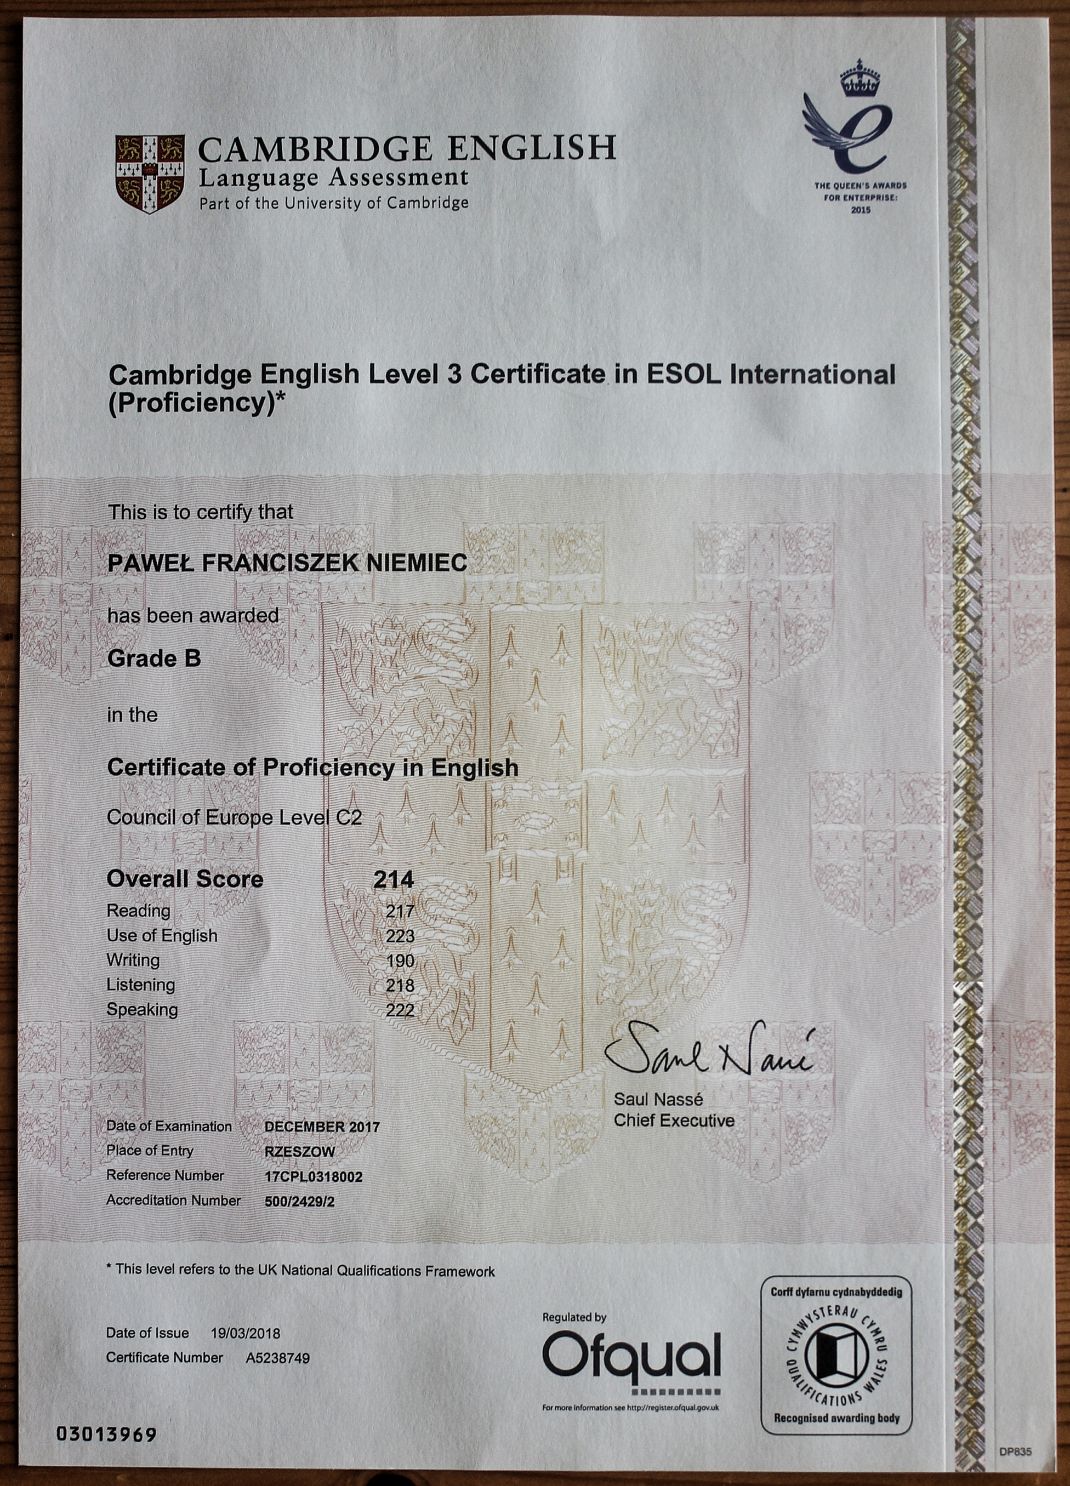 CAMBRIDGE ENGLISH
Language Assessment
Part of the University of Cambridge
THE QUEEN'S AWARDS
FOR ENTERPRISE:
2015
Cambridge English Level 3 Certificate in ESOL International
(Proficiency)*
This is to certify that
PAWEŁ FRANCISZEK NIEMIEC
has been awarded
Grade B
in the
Certificate of Proficiency in English
Council of Europe Level C2
Overall Score 214
Reading 217
Use of English 223
Writing 190
Listening 218
Speaking 222
Saul Nassé
Saul Nassé
Chief Executive
Date of Examination DECEMBER 2017
Place of Entry RZESZOW
Reference Number 17CPL0318002
Accreditation Number 500/2429/2
* This level refers to the UK National Qualifications Framework
Date of Issue 19/03/2018
Certificate Number A5238749
Regulated by
Ofqual
For more information see http://register.ofqual.gov.uk
Corff dyfarnu cydnabyddedig
CYMWYSTERAU CYMRU
QUALIFICATIONS WALES
Recognised awarding body
03013969
DP835